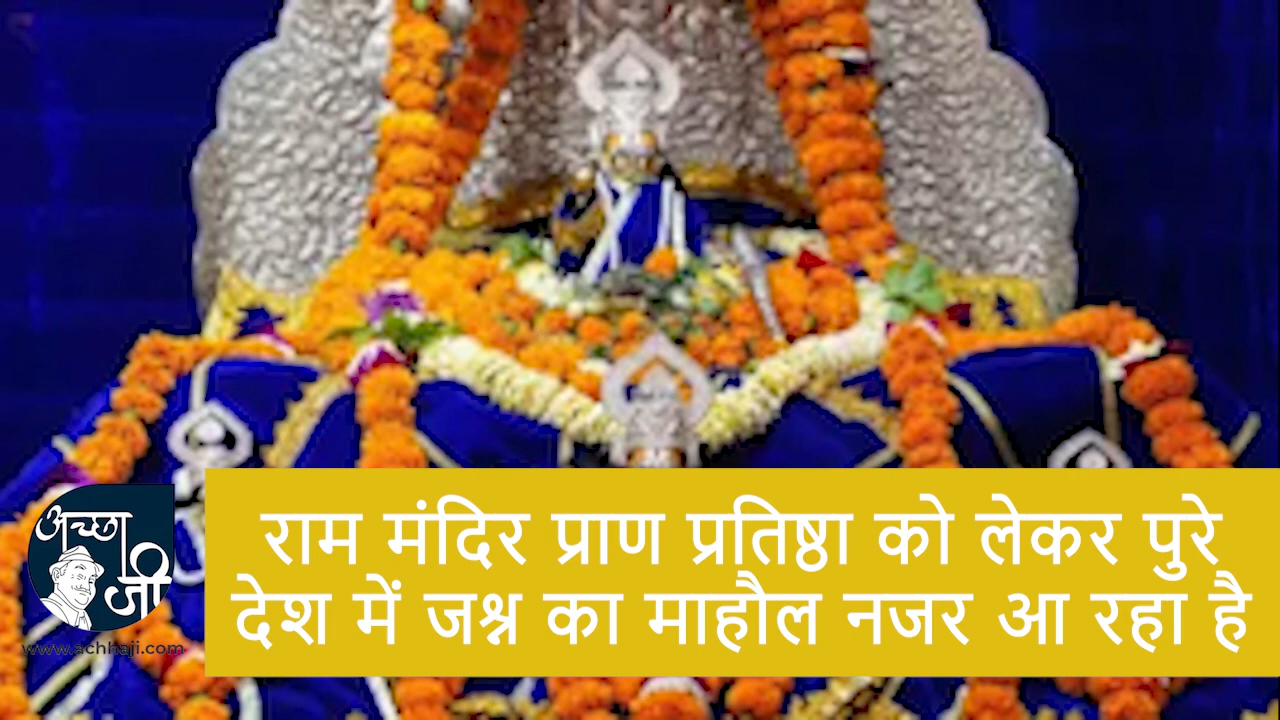 राम मंदिर प्राण प्रतिष्ठा को लेकर पुरे
देश में जश्न का माहौल नजर आ रहा है
अच्छा
जी
www.achhaji.com